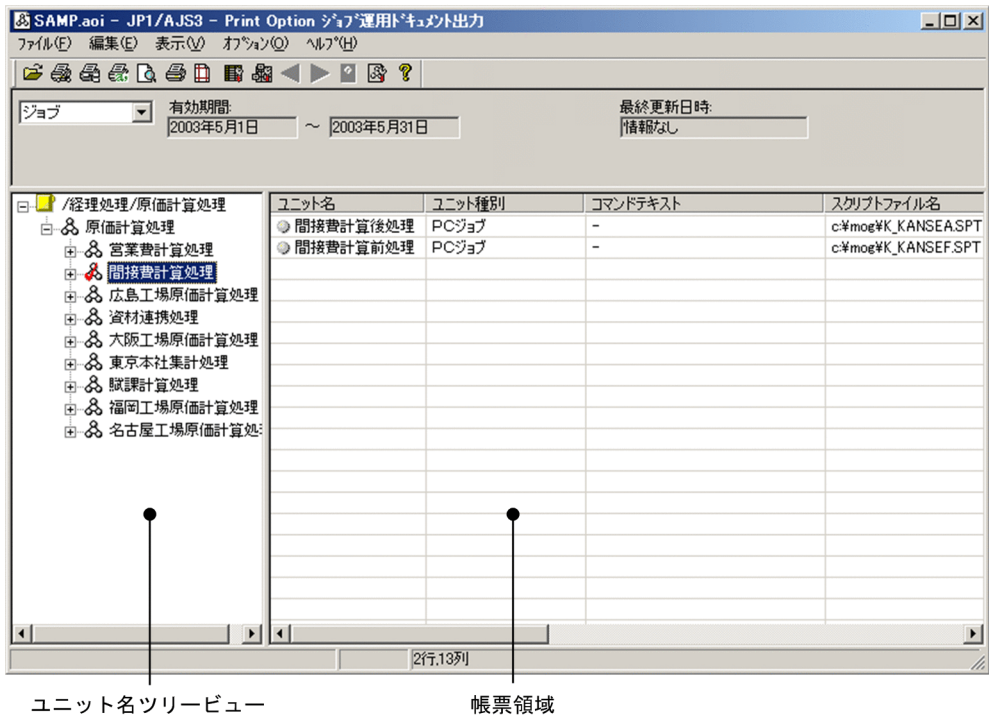 SAMP.aoi - JP1/AJS3 - Print Option ｼﾞｮﾌﾞ運用ﾄﾞｷｭﾒﾝﾄ出力
ﾌｧｲﾙ(F) 編集(E) 表示(V) ｵﾌﾟｼｮﾝ(O) ﾍﾙﾌﾟ(H)
ジョブ
有効期間:
2003年5月1日 ～ 2003年5月31日
最終更新日時:
情報なし
/経理処理/原価計算処理
原価計算処理
営業費計算処理
間接費計算処理
広島工場原価計算処理
資材連携処理
大阪工場原価計算処理
東京本社集計処理
賦課計算処理
福岡工場原価計算処理
名古屋工場原価計算処
ユニット名 ユニット種別 コマンドテキスト スクリプトファイル名
間接費計算後処理 PCジョブ - c:¥mog¥K_KANSEA.SPT
間接費計算前処理 PCジョブ - c:¥mog¥K_KANSEF.SPT
2行,13列
ユニット名ツリービュー
帳票領域